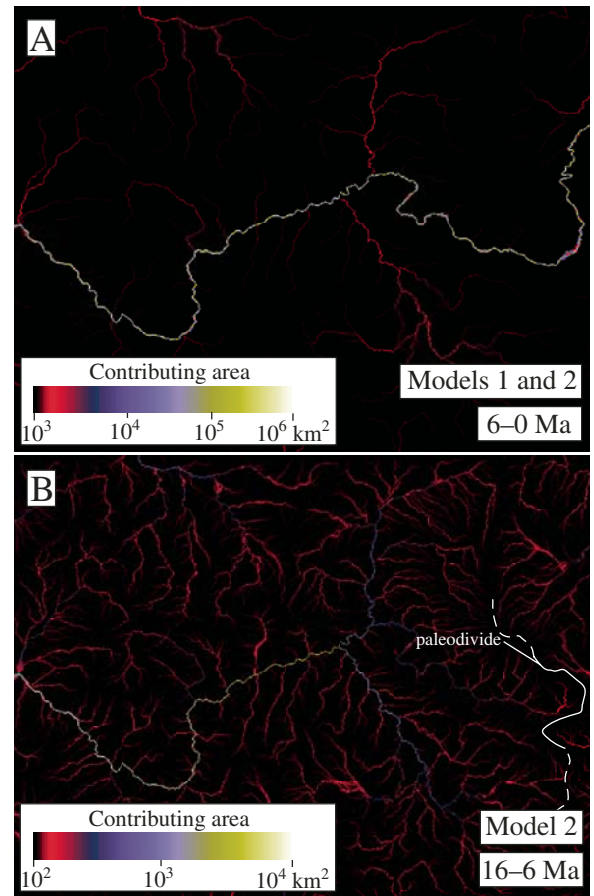 A
Contributing area
10³ 10⁴ 10⁵ 10⁶ km²
Models 1 and 2
6–0 Ma
B
paleodivide
Contributing area
10² 10³ 10⁴ km²
Model 2
16–6 Ma